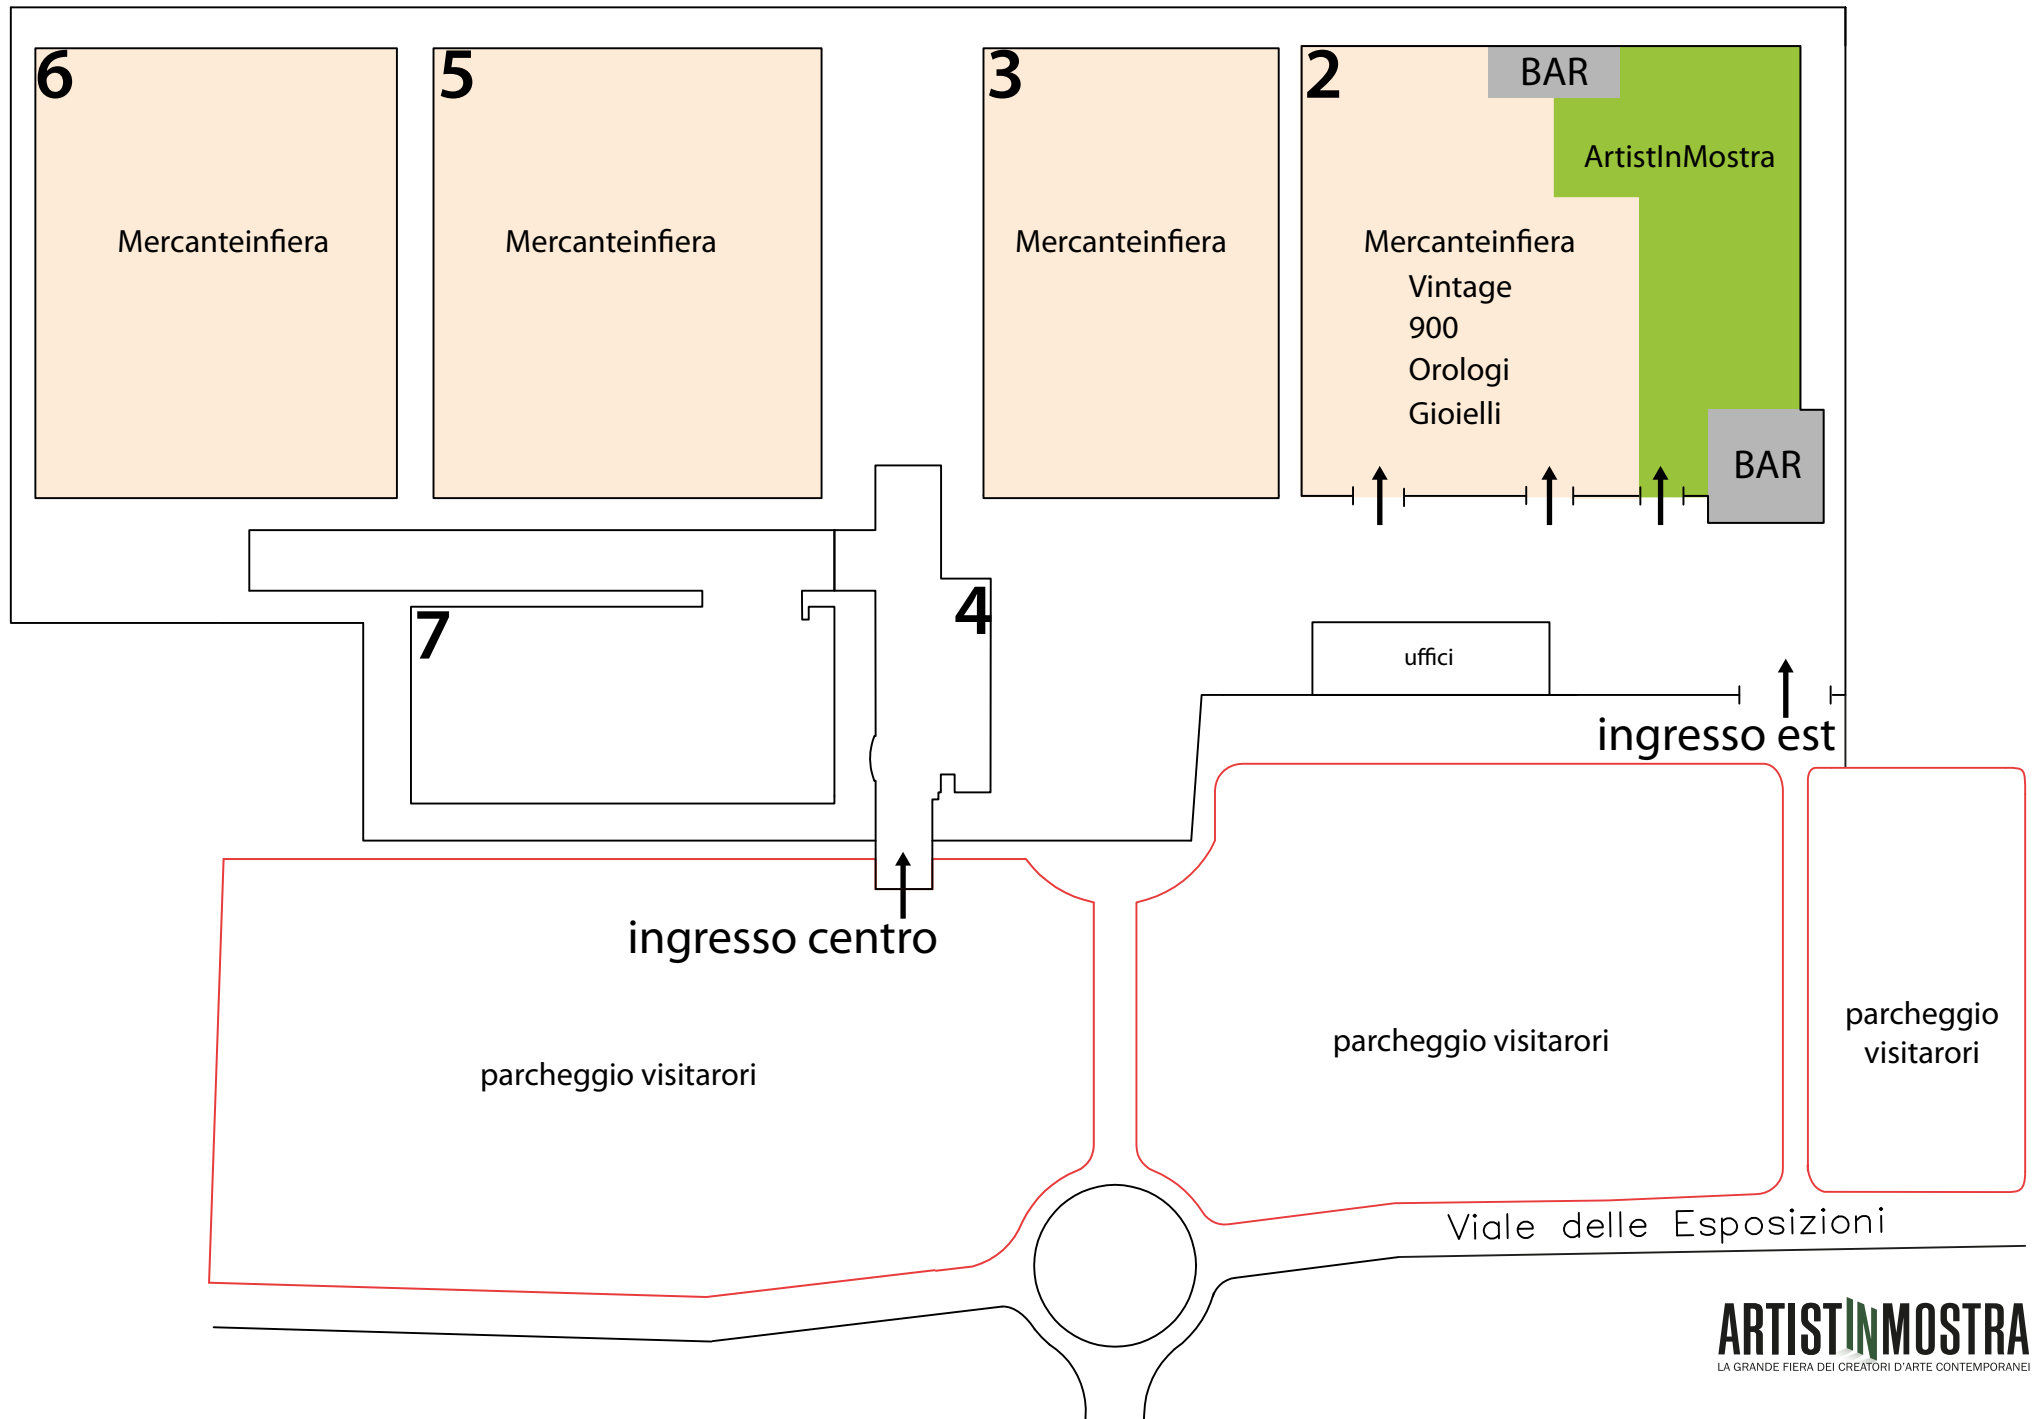 6
5
3
2
BAR
ArtistInMostra
Mercanteinfiera
Mercanteinfiera
Mercanteinfiera
Mercanteinfiera
Vintage
900
Orologi
Gioielli
BAR
7
4
uffici
ingresso est
ingresso centro
parcheggio visitarori
parcheggio visitarori
parcheggio
visitarori
Viale delle Esposizioni
ARTISTINMOSTRA
LA GRANDE FIERA DEI CREATORI D'ARTE CONTEMPORANEI